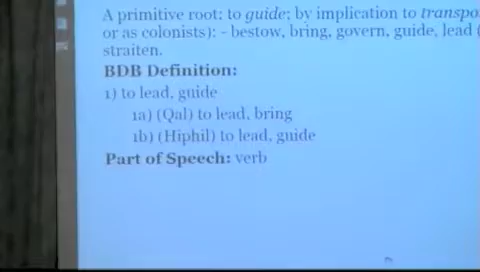 A primitive root; to guide; by implication to
or as colonists): - bestow, bring, govern, guide, lead
straiten.
BDB Definition:
1) to lead, guide
1a) (Qal) to lead, bring
1b) (Hiphil) to lead, guide
Part of Speech: verb